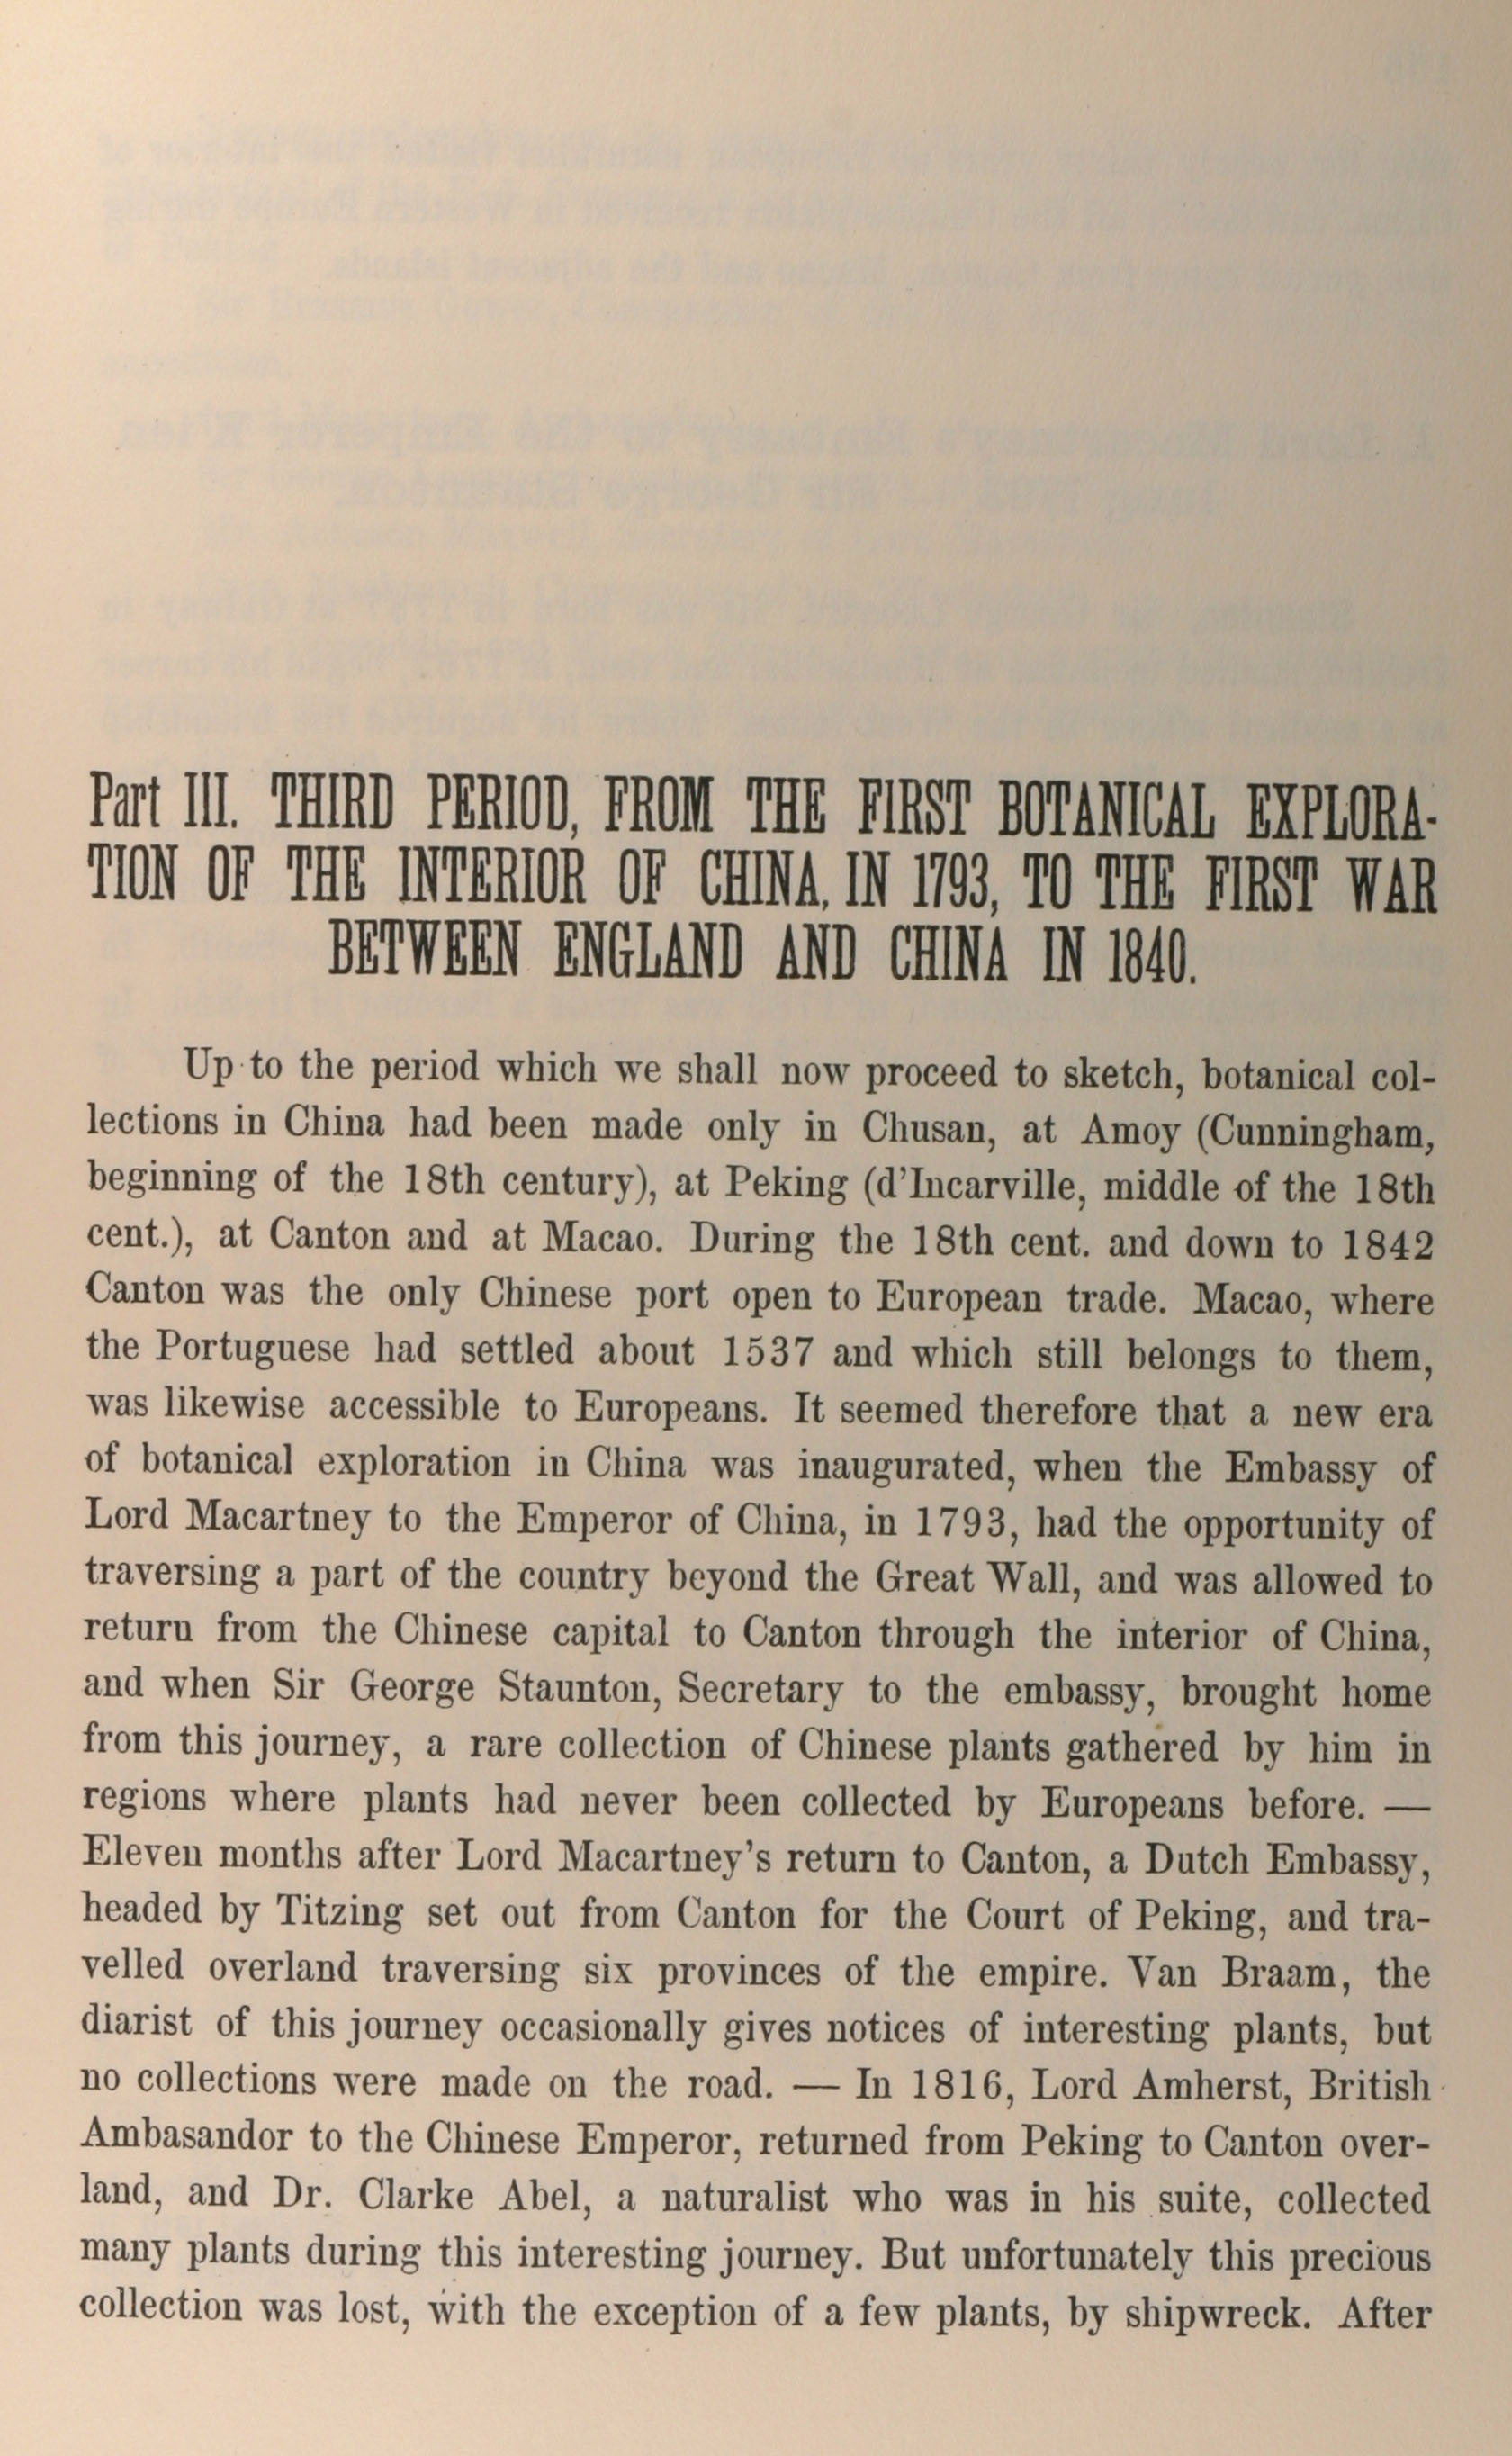 Part III. THIRD PERIOD, FROM THE FIRST BOTANICAL EXPLORA-
TION OF THE INTERIOR OF CHINA, IN 1793, TO THE FIRST WAR
BETWEEN ENGLAND AND CHINA IN 1840.
Up to the period which we shall now proceed to sketch, botanical col-
lections in China had been made only in Chusan, at Amoy (Cunningham,
beginning of the 18th century), at Peking (d'Incarville, middle of the 18th
cent.), at Canton and at Macao. During the 18th cent. and down to 1842
Canton was the only Chinese port open to European trade. Macao, where
the Portuguese had settled about 1537 and which still belongs to them,
was likewise accessible to Europeans. It seemed therefore that a new era
of botanical exploration in China was inaugurated, when the Embassy of
Lord Macartney to the Emperor of China, in 1793, had the opportunity of
traversing a part of the country beyond the Great Wall, and was allowed to
return from the Chinese capital to Canton through the interior of China,
and when Sir George Staunton, Secretary to the embassy, brought home
from this journey, a rare collection of Chinese plants gathered by him in
regions where plants had never been collected by Europeans before. —
Eleven months after Lord Macartney's return to Canton, a Dutch Embassy,
headed by Titzing set out from Canton for the Court of Peking, and tra-
velled overland traversing six provinces of the empire. Van Braam, the
diarist of this journey occasionally gives notices of interesting plants, but
no collections were made on the road. — In 1816, Lord Amherst, British
Ambasandor to the Chinese Emperor, returned from Peking to Canton over-
land, and Dr. Clarke Abel, a naturalist who was in his suite, collected
many plants during this interesting journey. But unfortunately this precious
collection was lost, with the exception of a few plants, by shipwreck. After